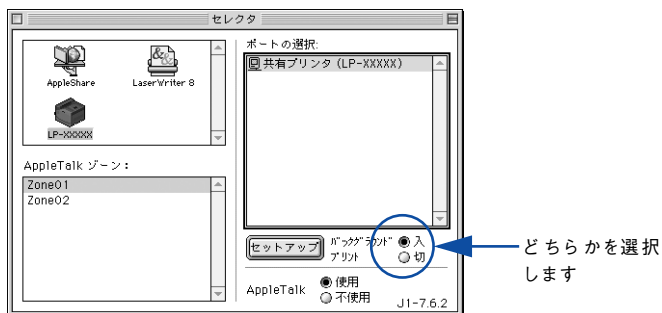 セレクタ
AppleShare
LaserWriter 8
LP-XXXXX
AppleTalk ゾーン:
Zone01
Zone02
ポートの選択:
共有プリンタ (LP-XXXXX)
セットアップ
バックグラウンド 入
プリント 切
AppleTalk 使用
不使用
J1-7.6.2
どちらかを選択
します